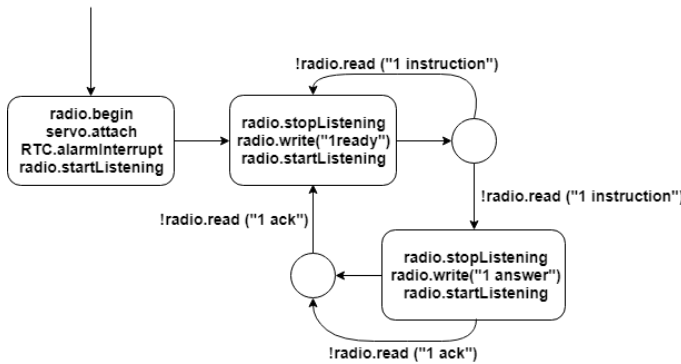 !radio.read ("1 instruction")
radio.begin
servo.attach
RTC.alarmInterrupt
radio.startListening
radio.stopListening
radio.write("1ready")
radio.startListening
!radio.read ("1 instruction")
!radio.read ("1 ack")
radio.stopListening
radio.write("1 answer")
radio.startListening
!radio.read ("1 ack")